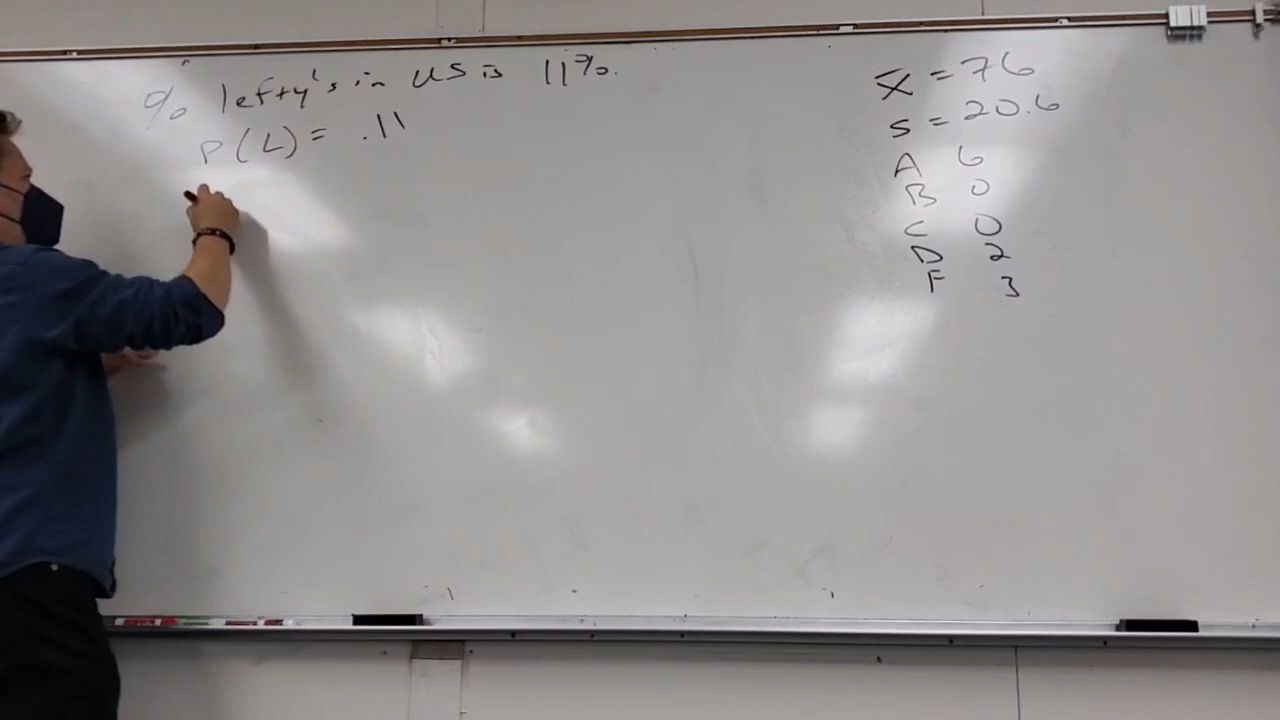 % lefty's in US is 11%.
P(L) = .11
x̄ = 76
s = 20.6
A 6
B 0
C 0
D 2
F 3